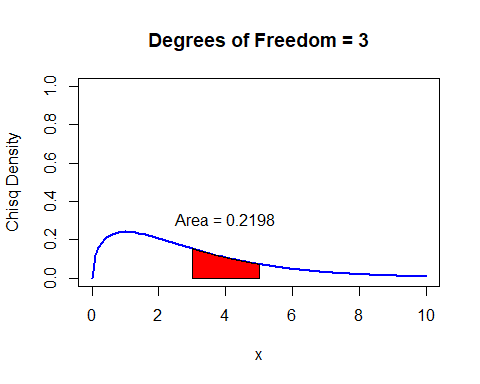 Degrees of Freedom = 3
Chisq Density
1.0
0.8
0.6
0.4
0.2
0.0
Area = 0.2198
0 2 4 6 8 10
x